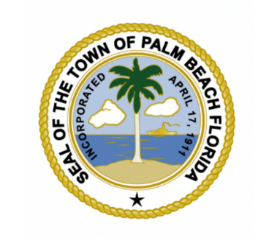 SEAL OF THE TOWN OF PALM BEACH FLORIDA
INCORPORATED
APRIL 17, 1911